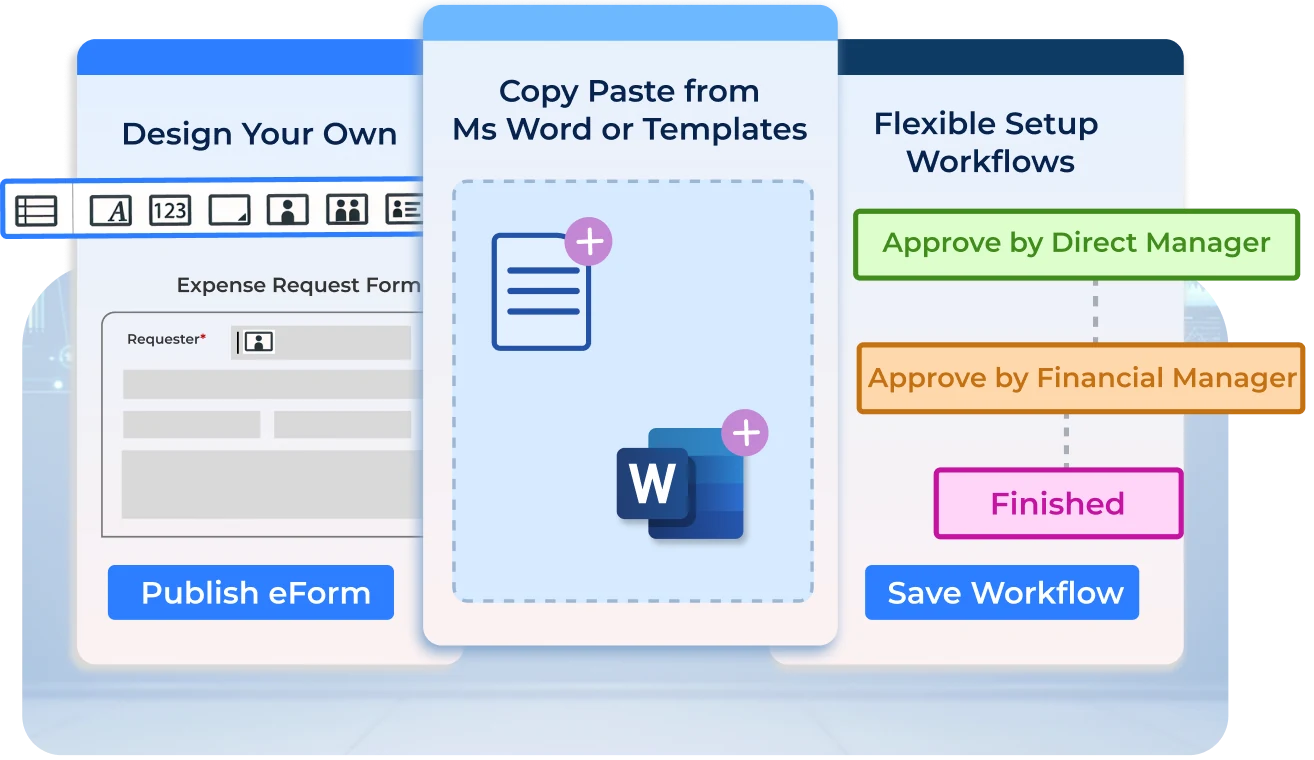 Design Your Own
A
123
Expense Request Form
Requester*
Publish eForm
Copy Paste from
Ms Word or Templates
W
Flexible Setup
Workflows
Approve by Direct Manager
Approve by Financial Manager
Finished
Save Workflow